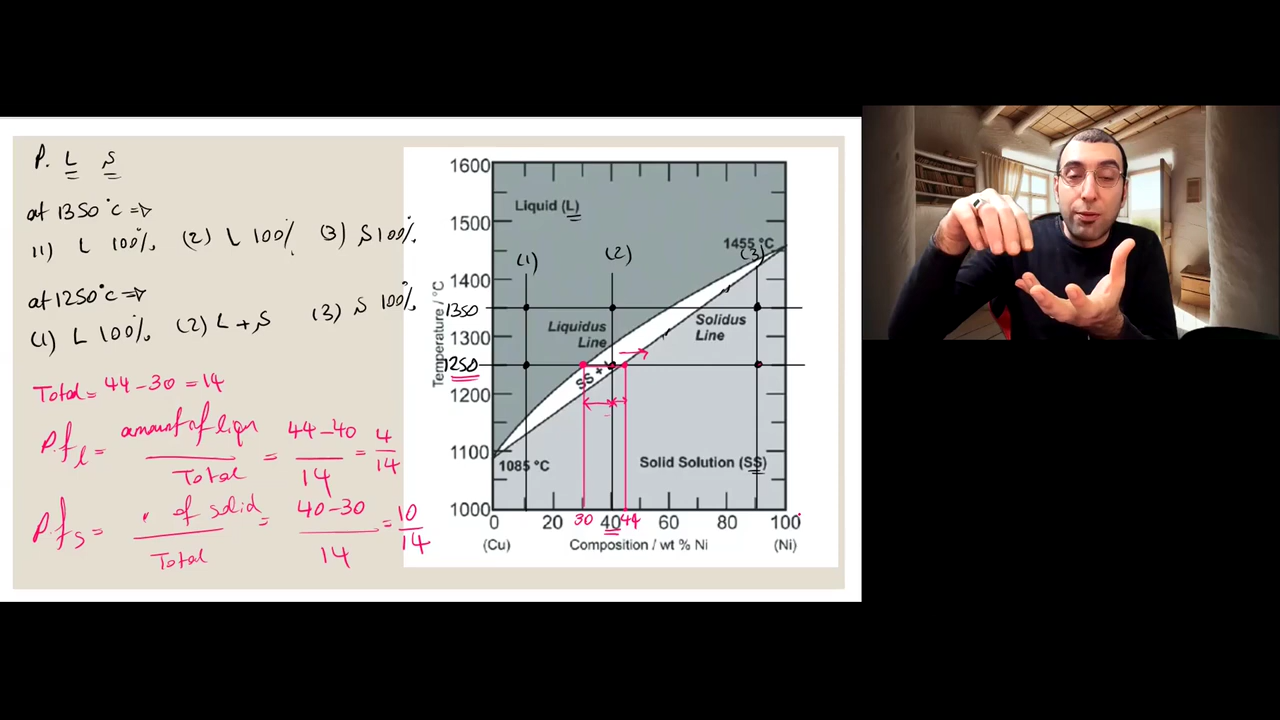 P. L S
at 1350°C ⇒
(1) L 100% (2) L 100% (3) S 100%
at 1250°C ⇒
(1) L 100% (2) L + S (3) S 100%
Total = 44-30 = 14
P.f_l = amount of liqu / Total = 44-40 / 14 = 4/14
P.f_s = of solid / Total = 40-30 / 14 = 10/14
1600
1500
1400
1350
1300
1250
1200
1100
1000
Temperature / °C
Liquid (L)
1455 °C
(1) (2) (3)
Liquidus
Line
Solidus
Line
SS + L
Solid Solution (SS)
1085 °C
0 20 30 40 44 60 80 100
(Cu) Composition / wt % Ni (Ni)